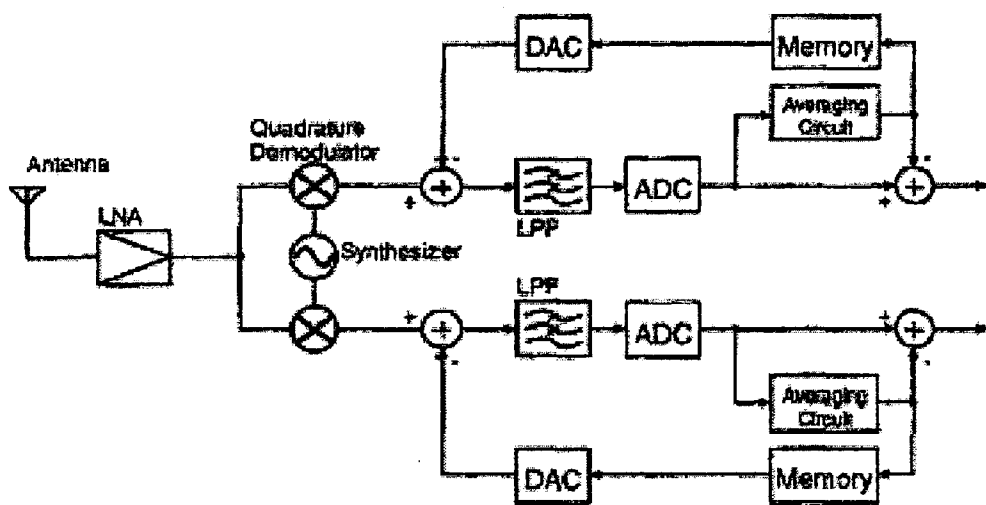 DAC
Memory
Averaging
Circuit
Quadrature
Demodulator
Antenna
- -
+
+
-
+
+
LNA
LPF
ADC
Synthesizer
LPF
+
+
ADC
+
+
- -
-
Averaging
Circuit
DAC
Memory